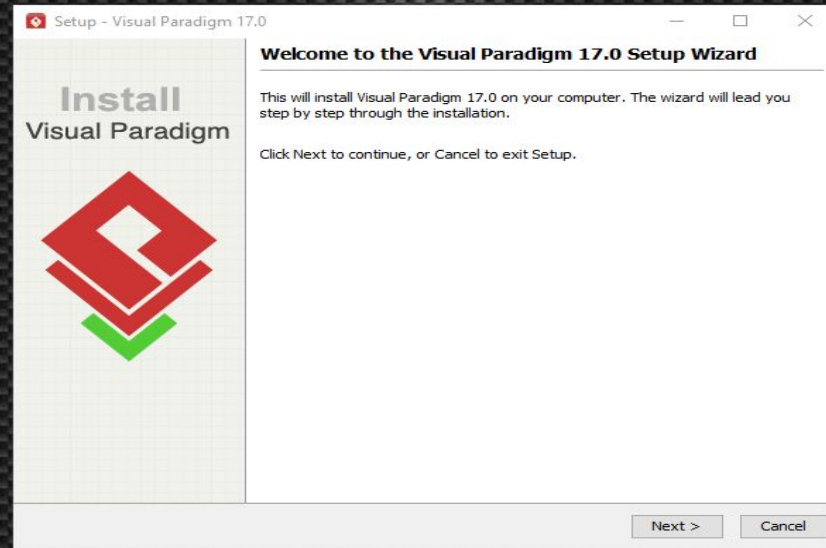 Setup - Visual Paradigm 17.0
Install
Visual Paradigm
Welcome to the Visual Paradigm 17.0 Setup Wizard
This will install Visual Paradigm 17.0 on your computer. The wizard will lead you
step by step through the installation.
Click Next to continue, or Cancel to exit Setup.
Next >
Cancel